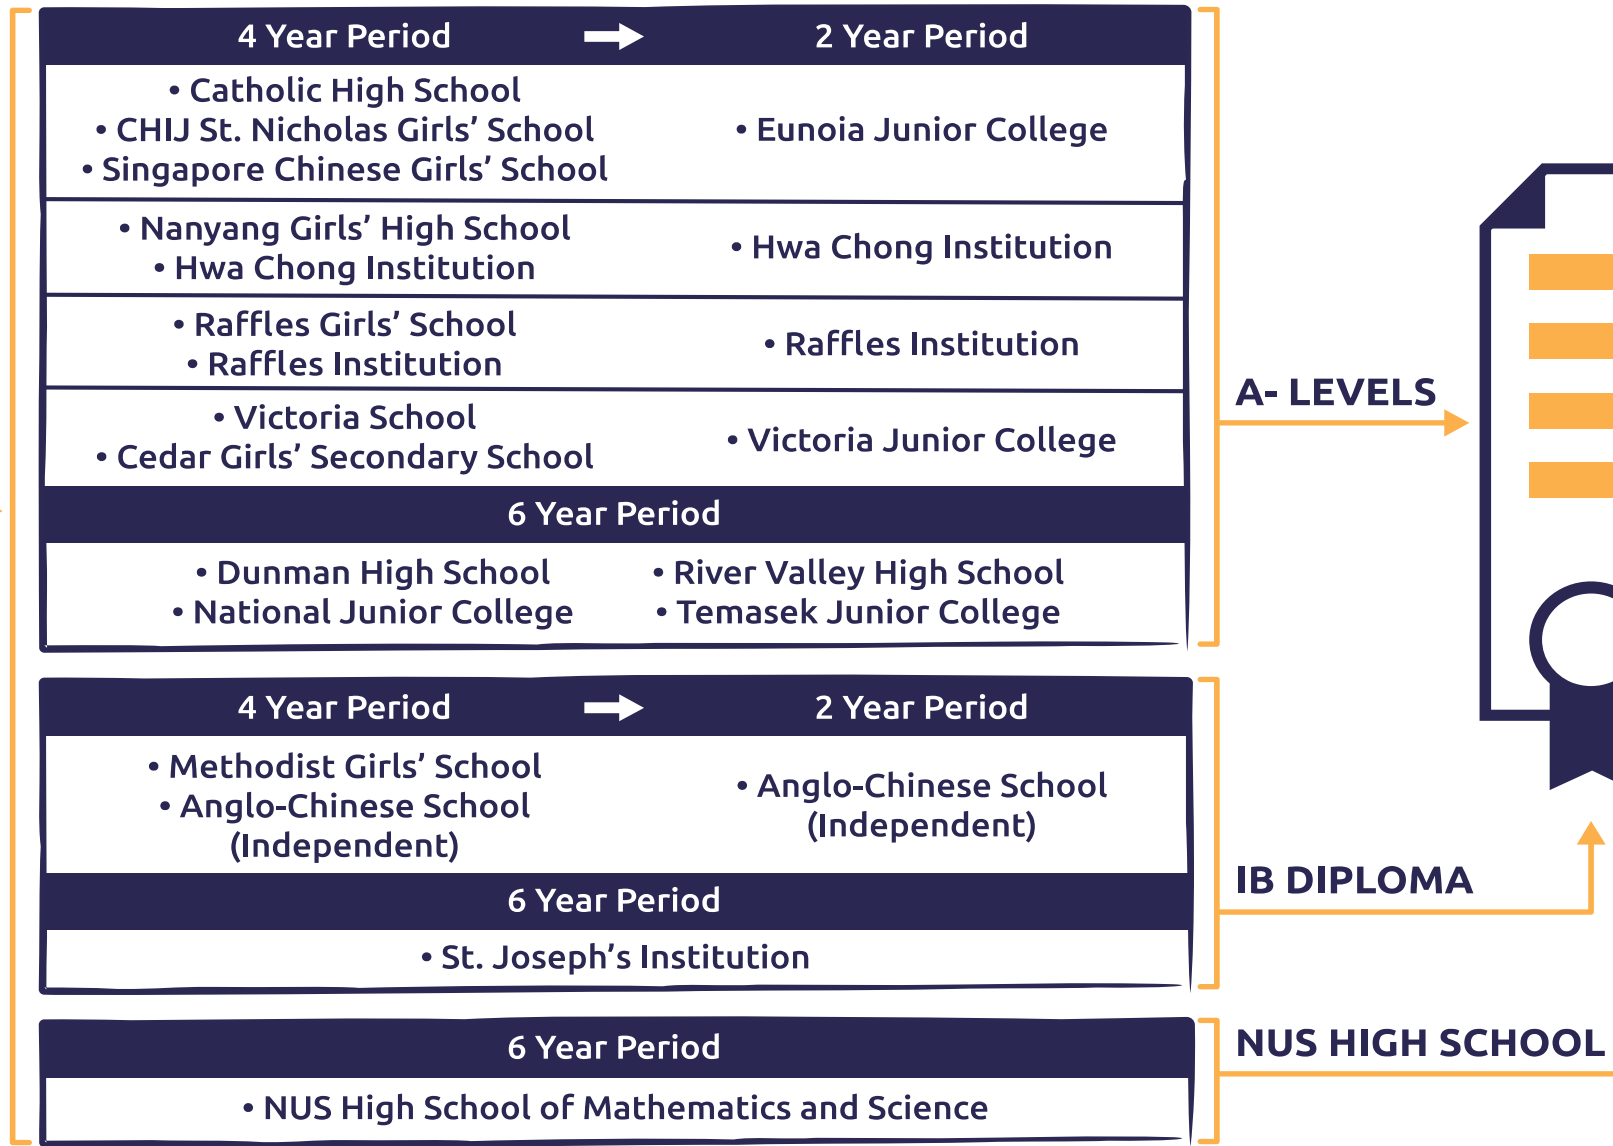 4 Year Period
2 Year Period
• Catholic High School
• CHIJ St. Nicholas Girls’ School
• Singapore Chinese Girls’ School
• Eunoia Junior College
• Nanyang Girls’ High School
• Hwa Chong Institution
• Hwa Chong Institution
• Raffles Girls’ School
• Raffles Institution
• Raffles Institution
• Victoria School
• Cedar Girls’ Secondary School
• Victoria Junior College
6 Year Period
• Dunman High School
• National Junior College
• River Valley High School
• Temasek Junior College
A- LEVELS
4 Year Period
2 Year Period
• Methodist Girls’ School
• Anglo-Chinese School
(Independent)
• Anglo-Chinese School
(Independent)
6 Year Period
• St. Joseph’s Institution
IB DIPLOMA
6 Year Period
• NUS High School of Mathematics and Science
NUS HIGH SCHOOL